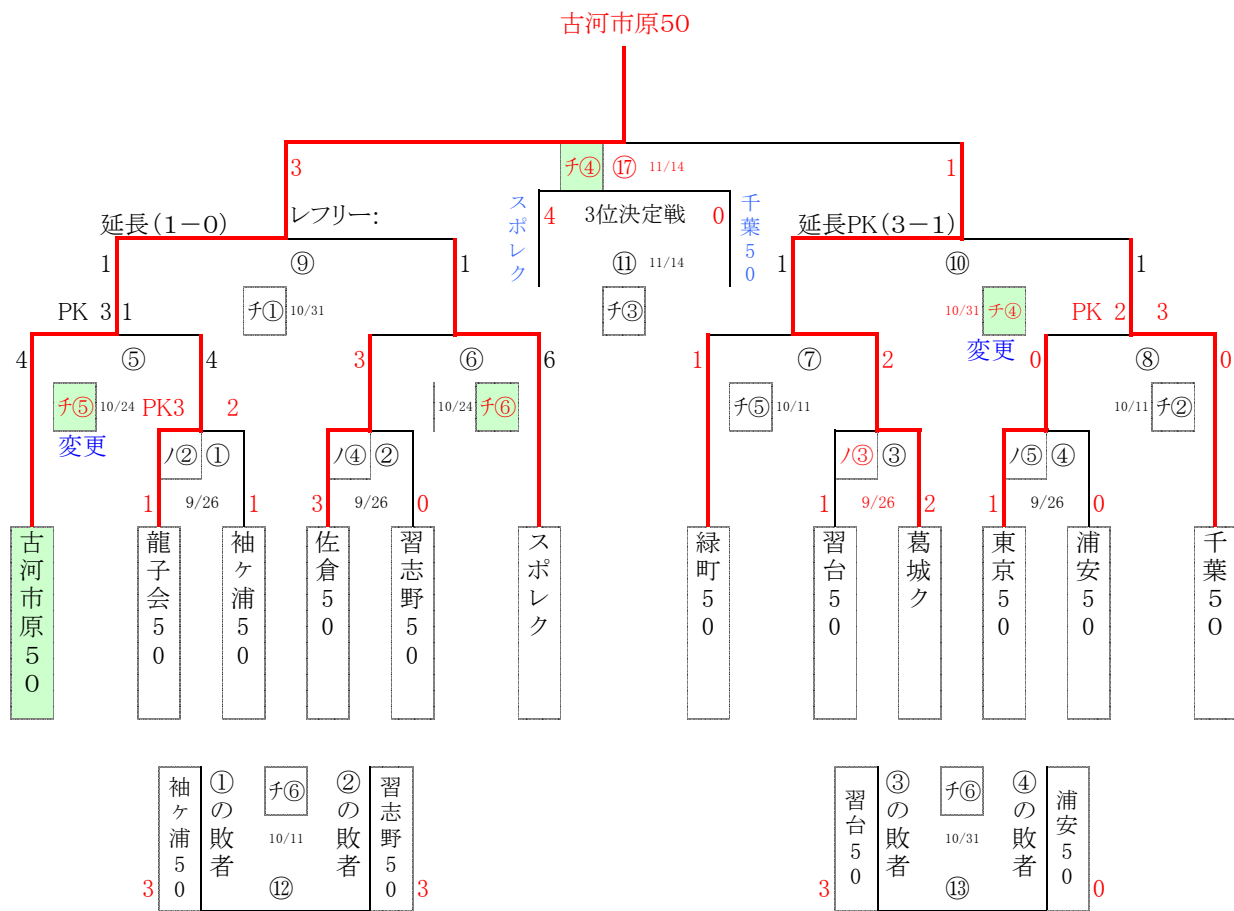 古河市原50
3 チ④ ⑰ 11/14 1
スポレク 4 3位決定戦 0 千葉50
延長(1-0) レフリー: 延長PK(3-1)
1 ⑨ 1 ⑪ 11/14 1 ⑩ 1
PK 3 1 チ① 10/31 チ③ 10/31 チ④ PK 2 3
変更
4 ⑤ 4 3 ⑥ 6 1 ⑦ 2 0 ⑧ 0
チ⑤ 10/24 PK3 2 10/24 チ⑥ チ⑤ 10/11 10/11 チ②
変更
ノ② ① ノ④ ② ノ③ ③ ノ⑤ ④
1 9/26 1 3 9/26 0 1 9/26 2 1 9/26 0
古河市原50
龍子会50
袖ヶ浦50
佐倉50
習志野50
スポレク
緑町50
習台50
葛城ク
東京50
浦安50
千葉50
袖ヶ浦50
①の敗者
チ⑥
10/11
②の敗者
習志野50
3 ⑫ 3
習台50
③の敗者
チ⑥
10/31
④の敗者
浦安50
3 ⑬ 0